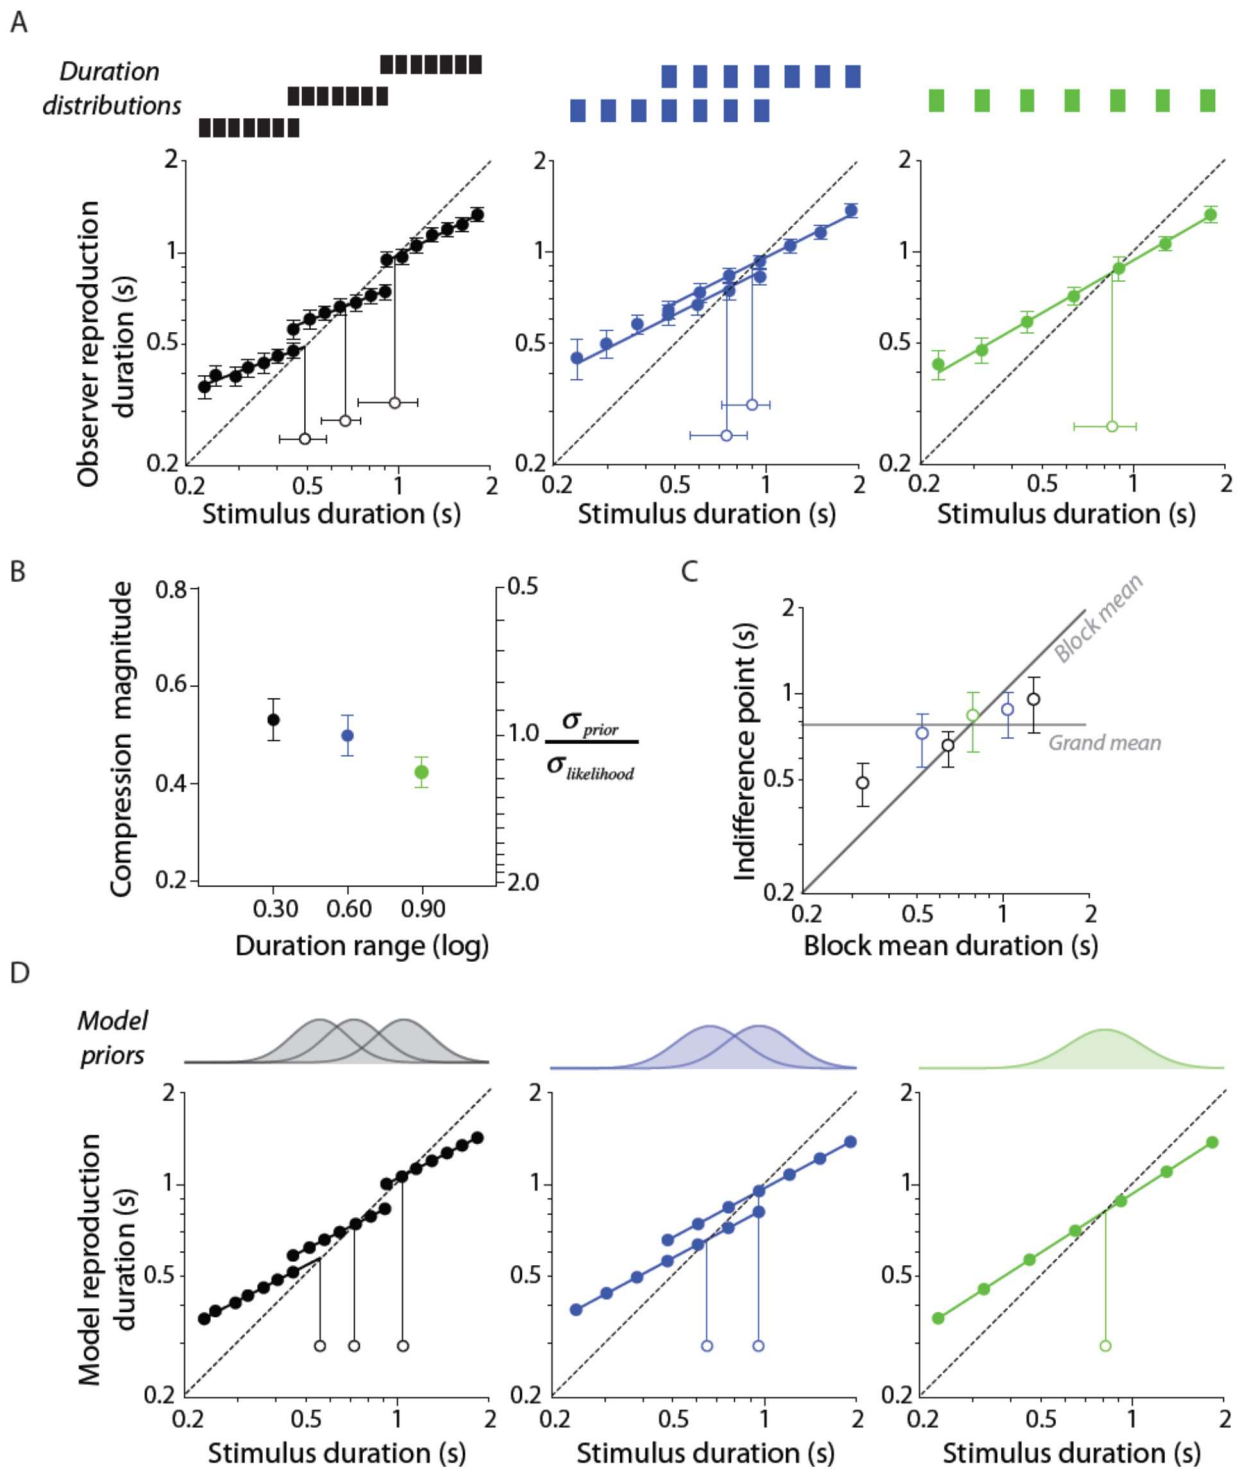 A
Duration
distributions
Observer reproduction
duration (s)
2
1
0.5
0.2
0.2 0.5 1 2
Stimulus duration (s)
2
1
0.5
0.2
0.2 0.5 1 2
Stimulus duration (s)
2
1
0.5
0.2
0.2 0.5 1 2
Stimulus duration (s)
B
Compression magnitude
0.8
0.6
0.4
0.2
0.30 0.60 0.90
Duration range (log)
0.5
1.0
2.0
σ prior
σ likelihood
C
Indifference point (s)
2
1
0.5
0.2
0.2 0.5 1 2
Block mean duration (s)
Block mean
Grand mean
D
Model
priors
Model reproduction
duration (s)
2
1
0.5
0.2
0.2 0.5 1 2
Stimulus duration (s)
2
1
0.5
0.2
0.2 0.5 1 2
Stimulus duration (s)
2
1
0.5
0.2
0.2 0.5 1 2
Stimulus duration (s)